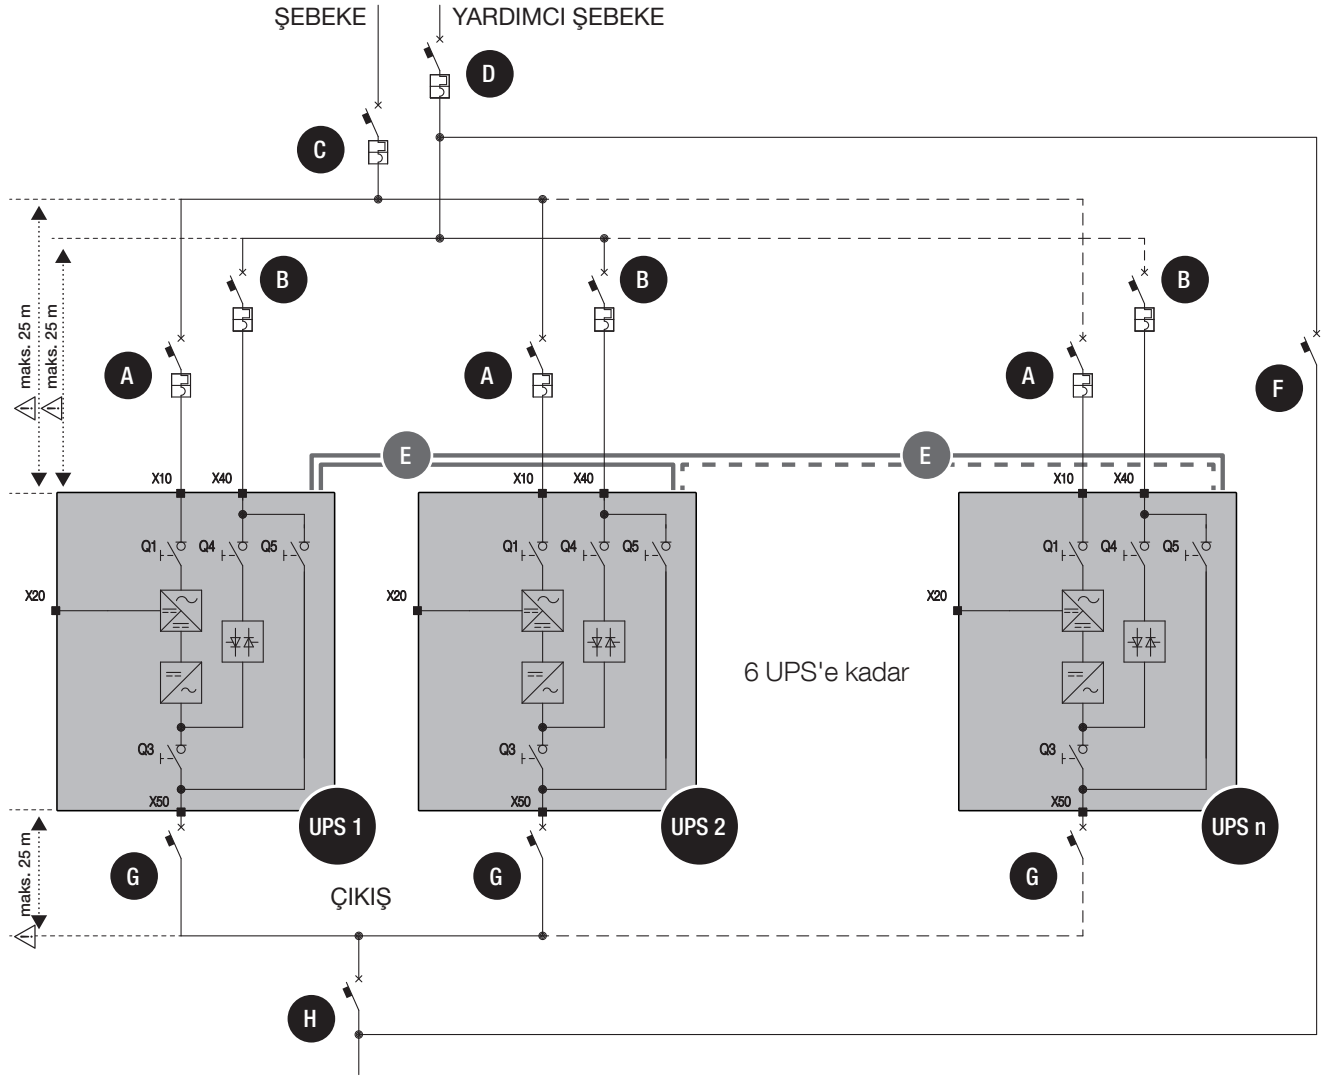 ŞEBEKE
YARDIMCI ŞEBEKE
D
C
B
B
B
maks. 25 m
maks. 25 m
A
A
A
F
E
E
X10
X40
X10
X40
X10
X40
Q1
Q4
Q5
Q1
Q4
Q5
Q1
Q4
Q5
X20
X20
X20
6 UPS'e kadar
Q3
Q3
Q3
X50
X50
X50
UPS 1
UPS 2
UPS n
maks. 25 m
G
G
G
ÇIKIŞ
H